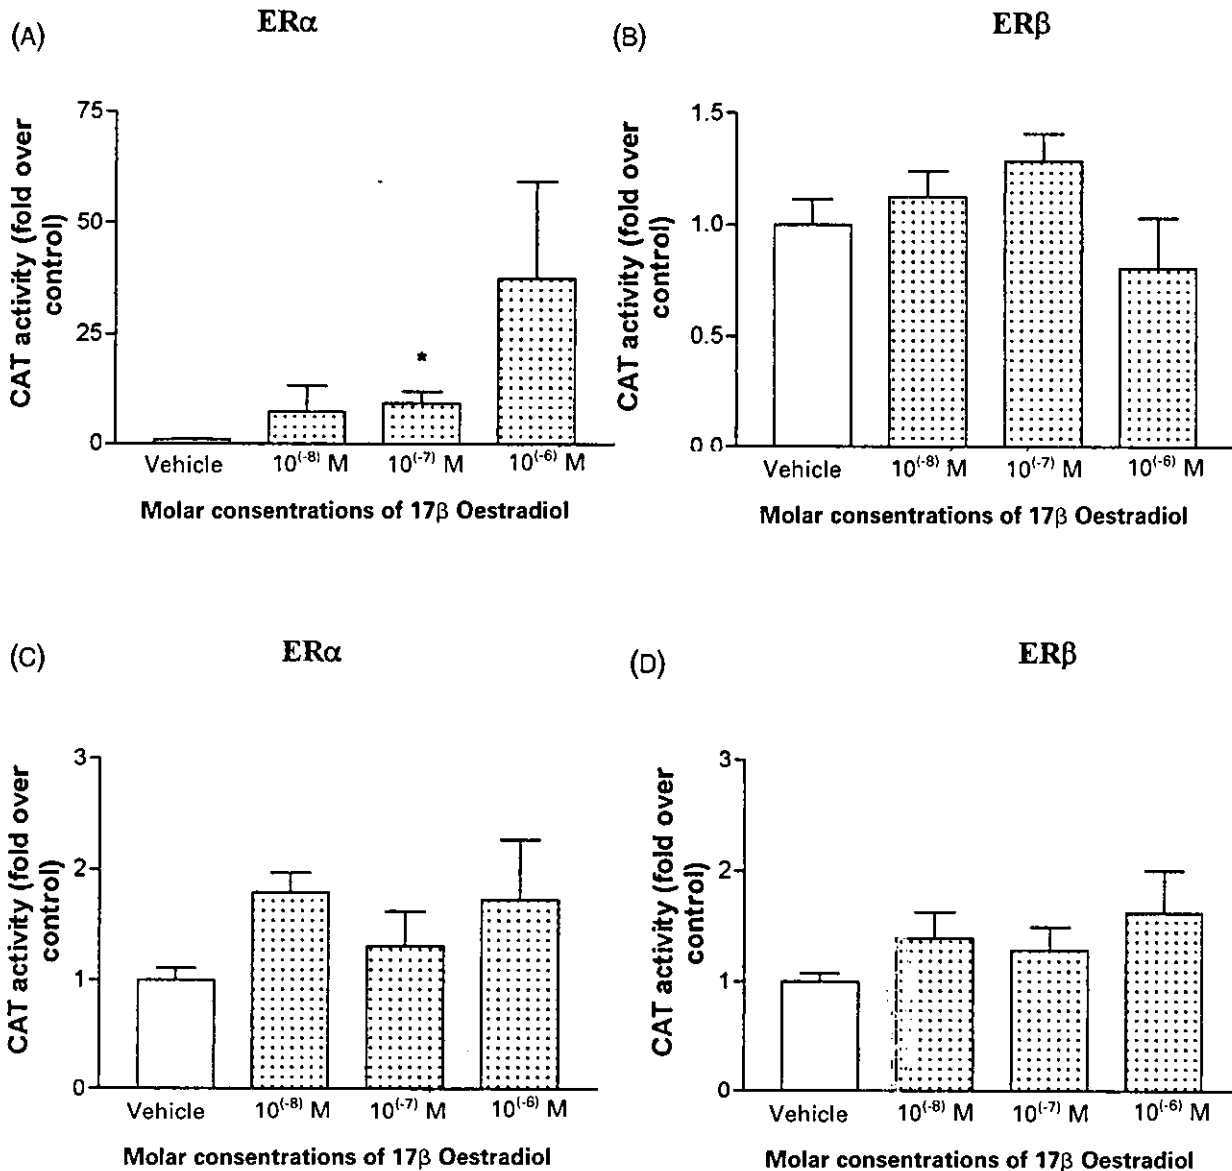 (A)
ERα
CAT activity (fold over
control)
75
50
25
0
*
Vehicle
10(-8) M
10(-7) M
10(-6) M
Molar consentrations of 17β Oestradiol
(B)
ERβ
CAT activity (fold over
control)
1.5
1.0
0.5
0.0
Vehicle
10(-8) M
10(-7) M
10(-6) M
Molar consentrations of 17β Oestradiol
(C)
ERα
CAT activity (fold over
control)
3
2
1
0
Vehicle
10(-8) M
10(-7) M
10(-6) M
Molar consentrations of 17β Oestradiol
(D)
ERβ
CAT activity (fold over
control)
3
2
1
0
Vehicle
10(-8) M
10(-7) M
10(-6) M
Molar consentrations of 17β Oestradiol